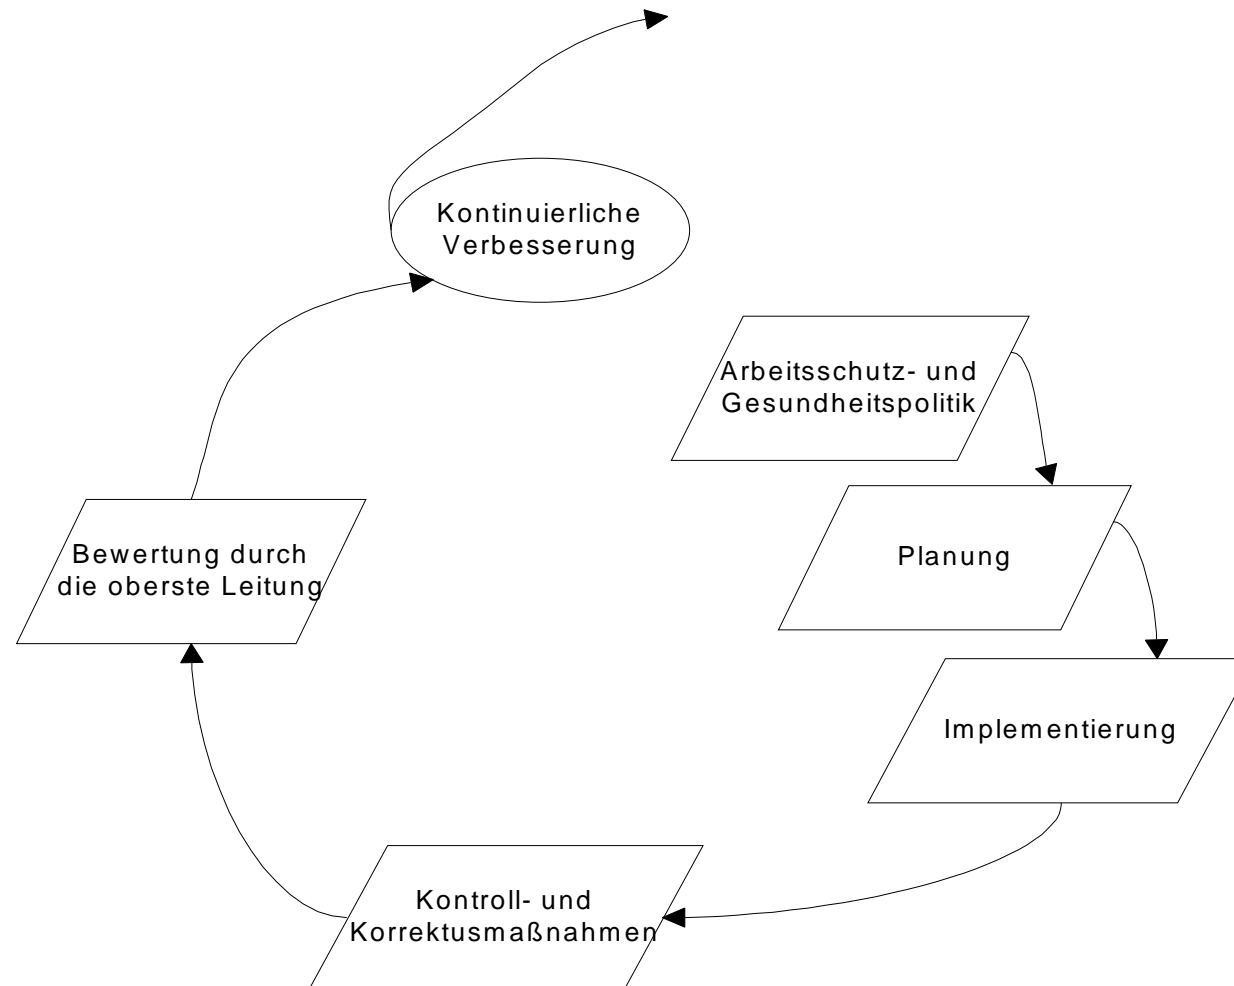 Kontinuierliche
Verbesserung
Arbeitsschutz- und
Gesundheitspolitik
Planung
Implementierung
Kontroll- und
Korrektusmaßnahmen
Bewertung durch
die oberste Leitung